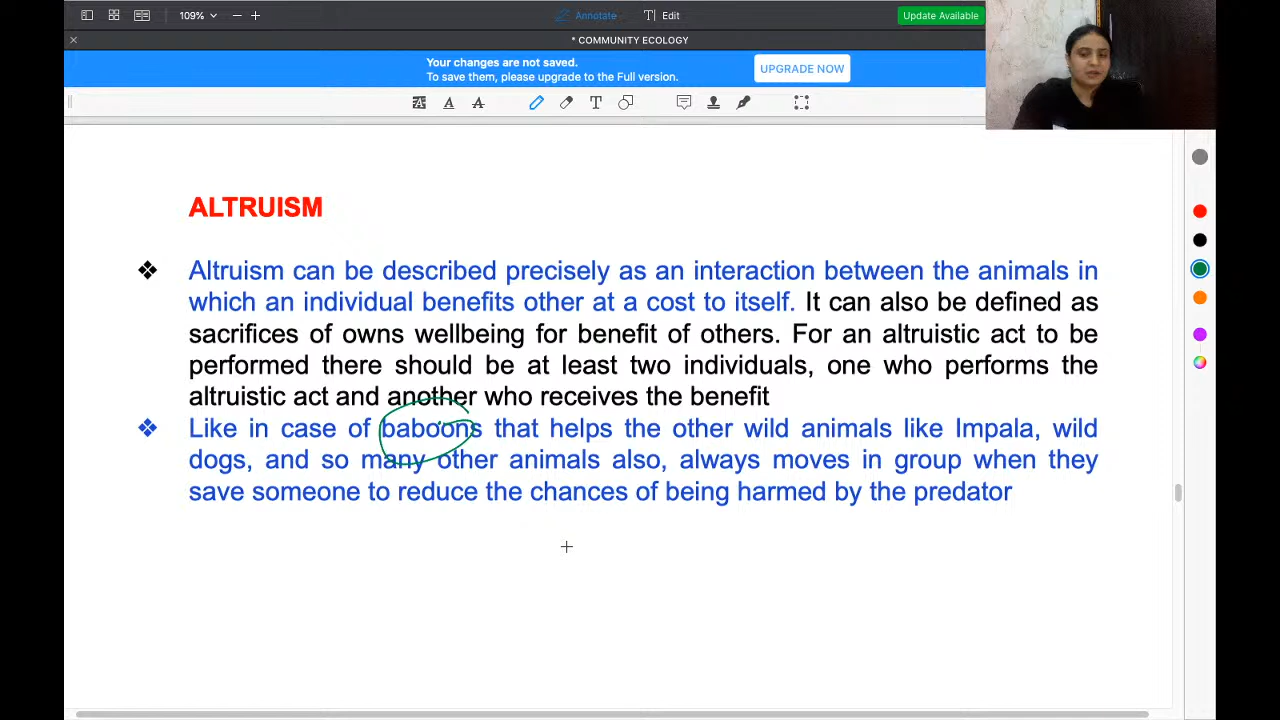 109%
Annotate
Edit
Update Available
* COMMUNITY ECOLOGY
Your changes are not saved.
To save them, please upgrade to the Full version.
UPGRADE NOW
ALTRUISM
❖ Altruism can be described precisely as an interaction between the animals in
which an individual benefits other at a cost to itself. It can also be defined as
sacrifices of owns wellbeing for benefit of others. For an altruistic act to be
performed there should be at least two individuals, one who performs the
altruistic act and another who receives the benefit
❖ Like in case of baboons that helps the other wild animals like Impala, wild
dogs, and so many other animals also, always moves in group when they
save someone to reduce the chances of being harmed by the predator